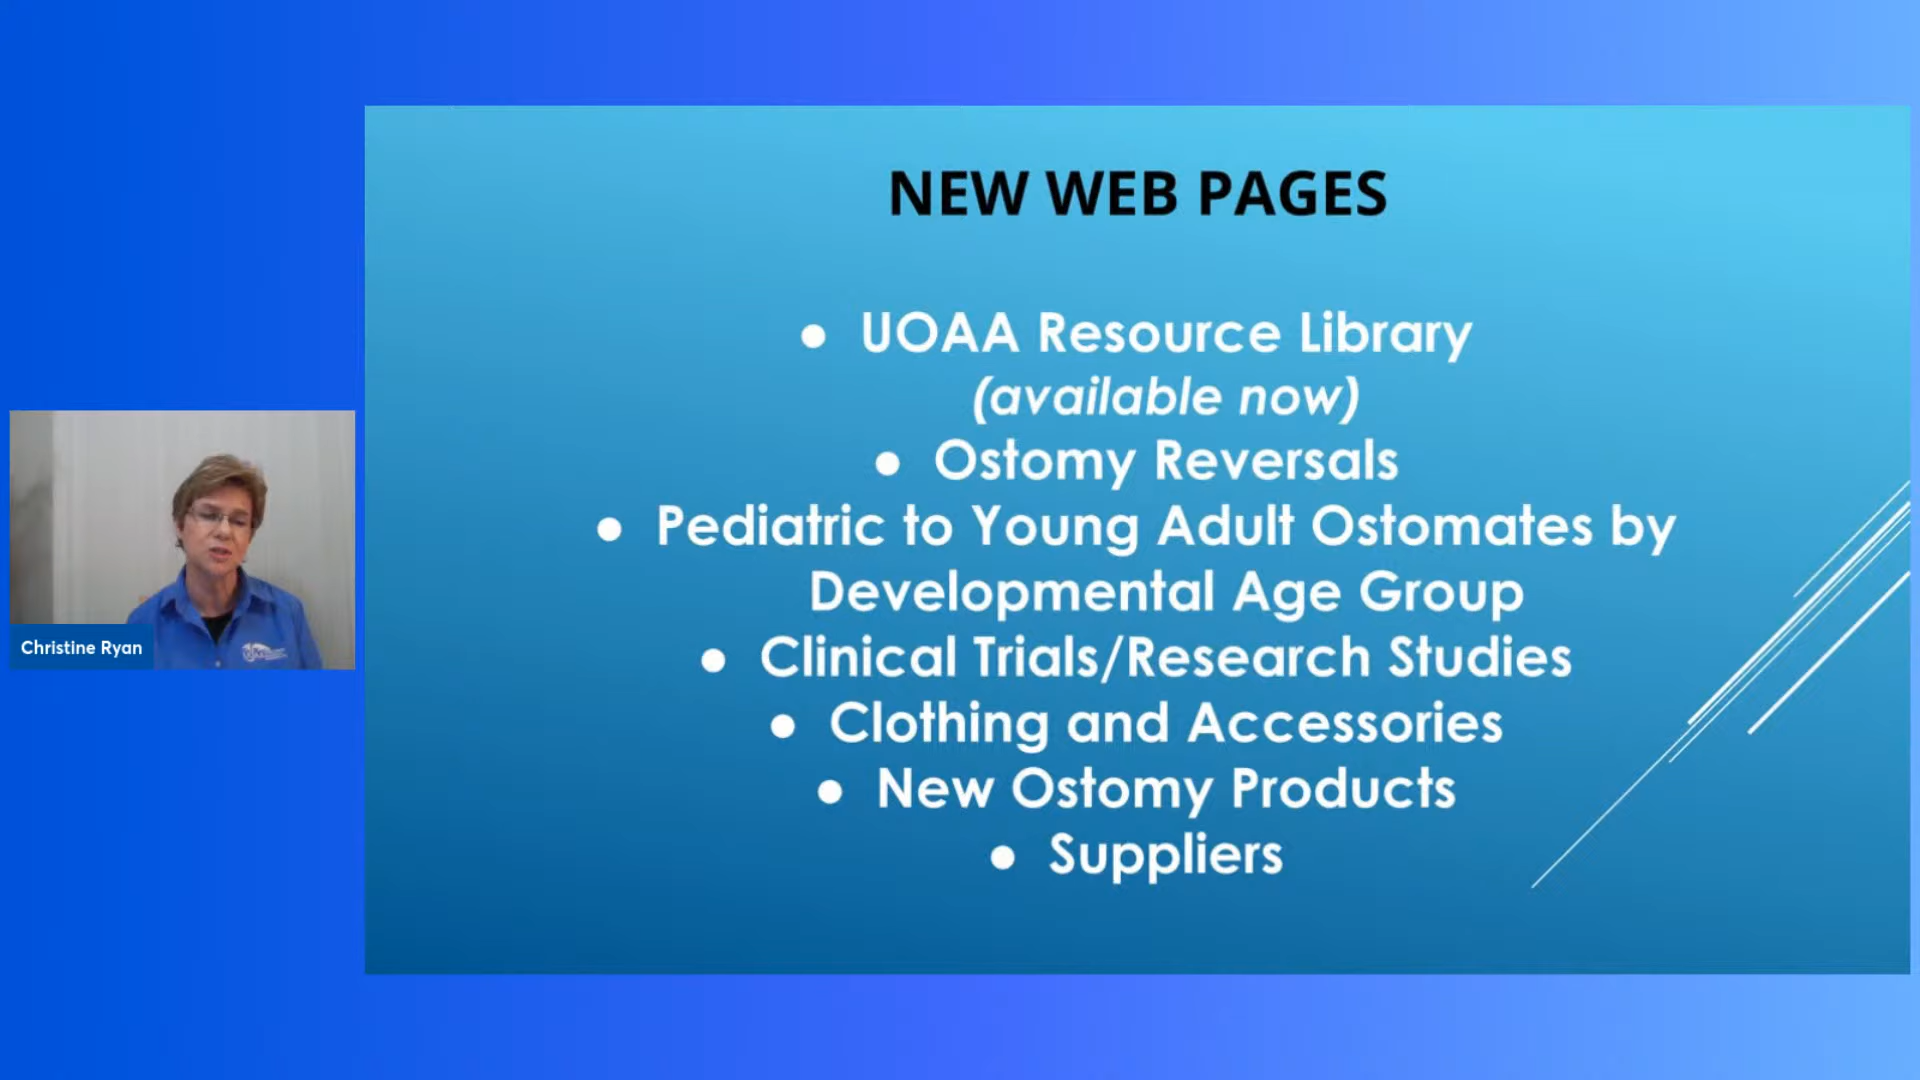 NEW WEB PAGES
● UOAA Resource Library
(available now)
● Ostomy Reversals
● Pediatric to Young Adult Ostomates by
Developmental Age Group
● Clinical Trials/Research Studies
● Clothing and Accessories
● New Ostomy Products
● Suppliers
Christine Ryan